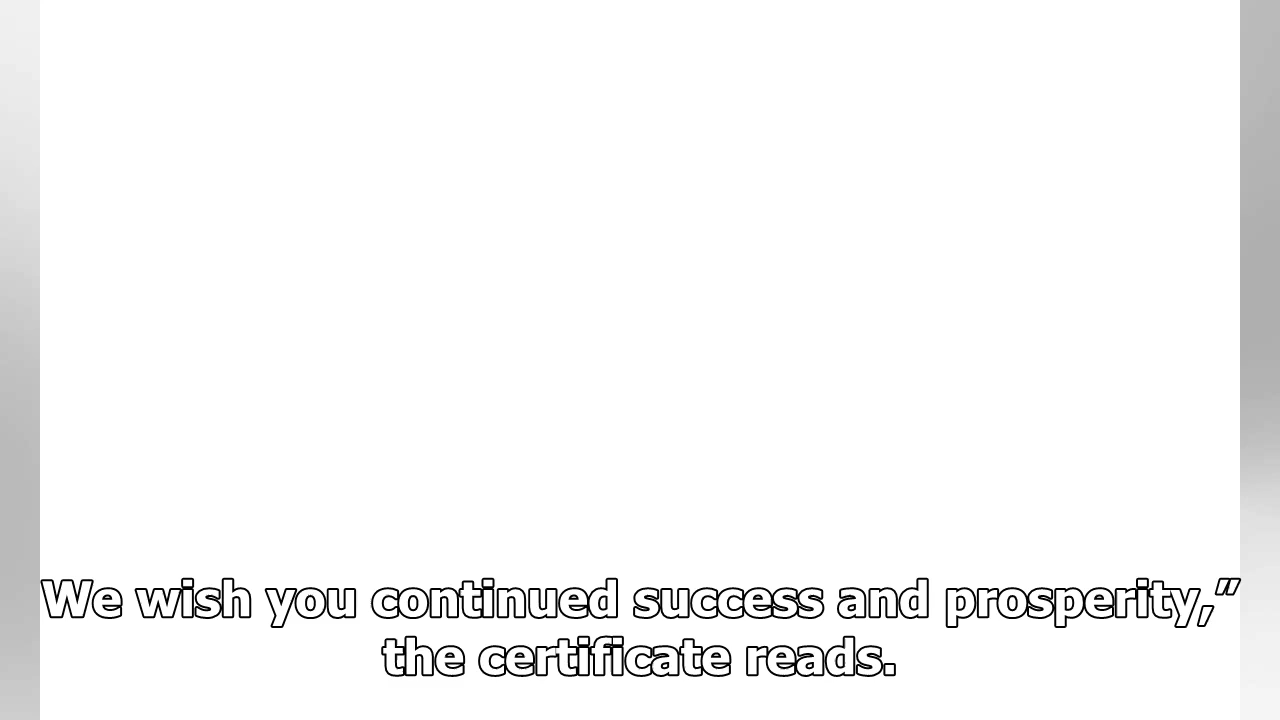 We wish you continued success and prosperity,”
the certificate reads.